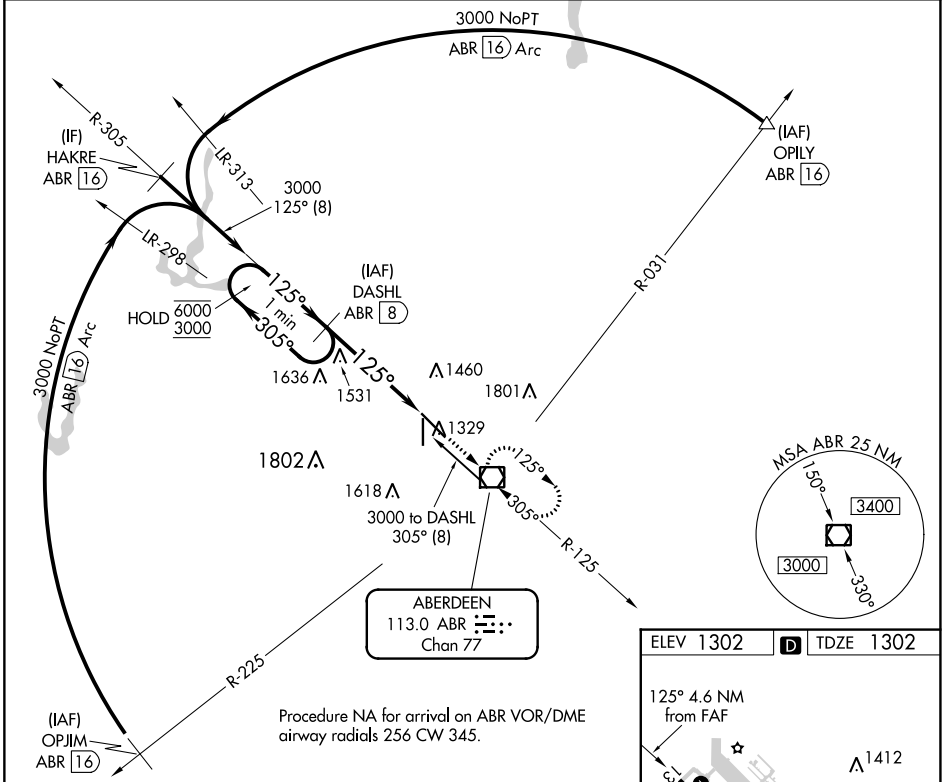 3000 NoPT
ABR 16 Arc
R-305
(IF)
HAKRE
ABR 16
LR-313
3000
125° (8)
(IAF)
OPILY
ABR 16
LR-298
R-031
(IAF)
DASHL
ABR 8
HOLD 6000
3000
125°
1 min
305°
3000 NoPT
ABR 16 Arc
125°
1636
1531
1460
1801
1329
1802
1618
125°
305°
3000 to DASHL
305° (8)
R-125
MSA ABR 25 NM
150°
3400
3000
330°
ABERDEEN
113.0 ABR
Chan 77
R-225
(IAF)
OPJIM
ABR 16
Procedure NA for arrival on ABR VOR/DME
airway radials 256 CW 345.
ELEV 1302 D TDZE 1302
125° 4.6 NM
from FAF
1412